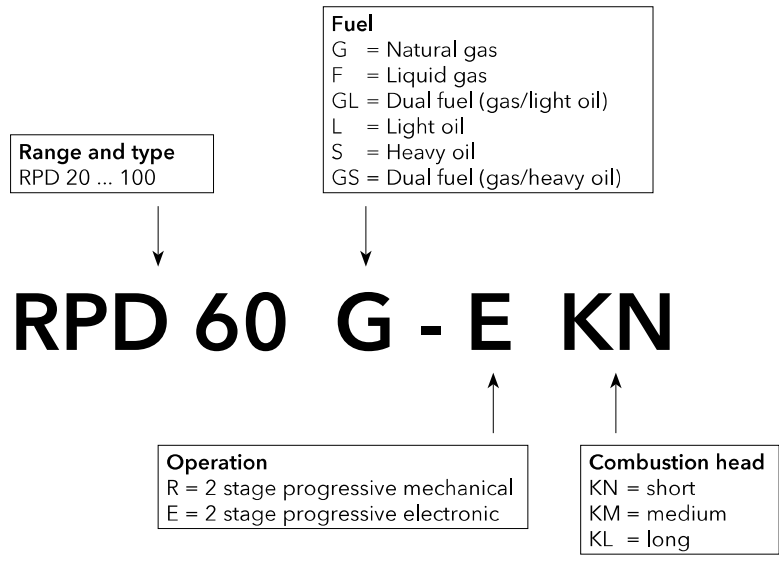 Fuel
G = Natural gas
F = Liquid gas
GL = Dual fuel (gas/light oil)
L = Light oil
S = Heavy oil
GS = Dual fuel (gas/heavy oil)
Range and type
RPD 20 ... 100
RPD 60 G - E KN
Operation
R = 2 stage progressive mechanical
E = 2 stage progressive electronic
Combustion head
KN = short
KM = medium
KL = long